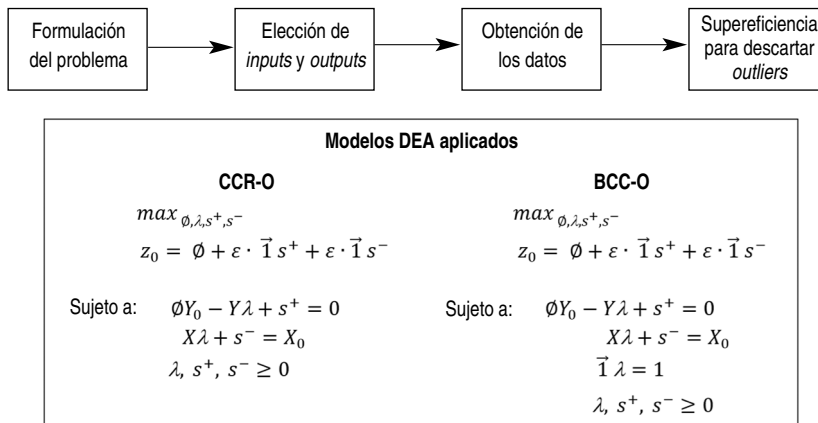 Formulación
del problema
Elección de
inputs y outputs
Obtención de
los datos
Supereficiencia
para descartar
outliers
Modelos DEA aplicados
CCR-O
max ∅,λ,s⁺,s⁻
z₀ = ∅ + ε · 1⃗ s⁺ + ε · 1⃗ s⁻
Sujeto a: ∅Y₀ − Yλ + s⁺ = 0
Xλ + s⁻ = X₀
λ, s⁺, s⁻ ≥ 0
BCC-O
max ∅,λ,s⁺,s⁻
z₀ = ∅ + ε · 1⃗ s⁺ + ε · 1⃗ s⁻
Sujeto a: ∅Y₀ − Yλ + s⁺ = 0
Xλ + s⁻ = X₀
1⃗ λ = 1
λ, s⁺, s⁻ ≥ 0